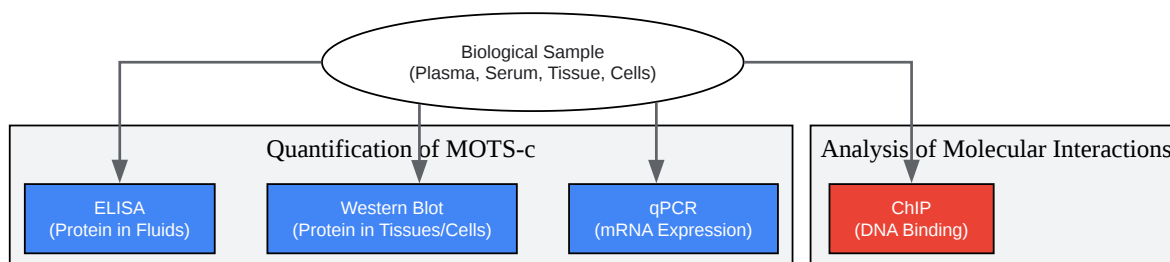 Biological Sample
(Plasma, Serum, Tissue, Cells)
Quantification of MOTS-c
Analysis of Molecular Interactions
ELISA
(Protein in Fluids)
Western Blot
(Protein in Tissues/Cells)
qPCR
(mRNA Expression)
ChIP
(DNA Binding)